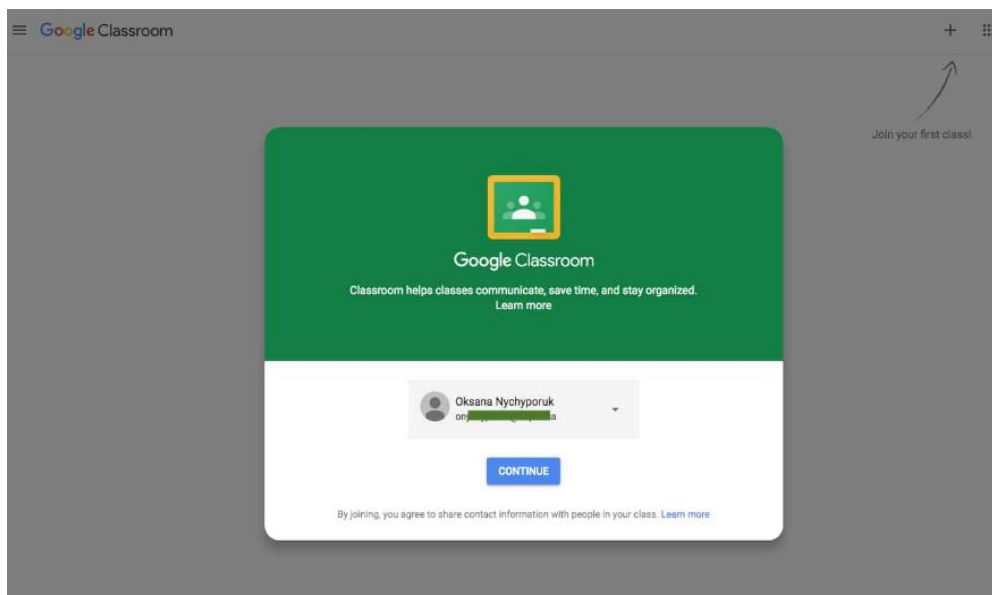 Google Classroom
Join your first class!
Google Classroom
Classroom helps classes communicate, save time, and stay organized.
Learn more
Oksana Nychyporuk
CONTINUE
By joining, you agree to share contact information with people in your class. Learn more